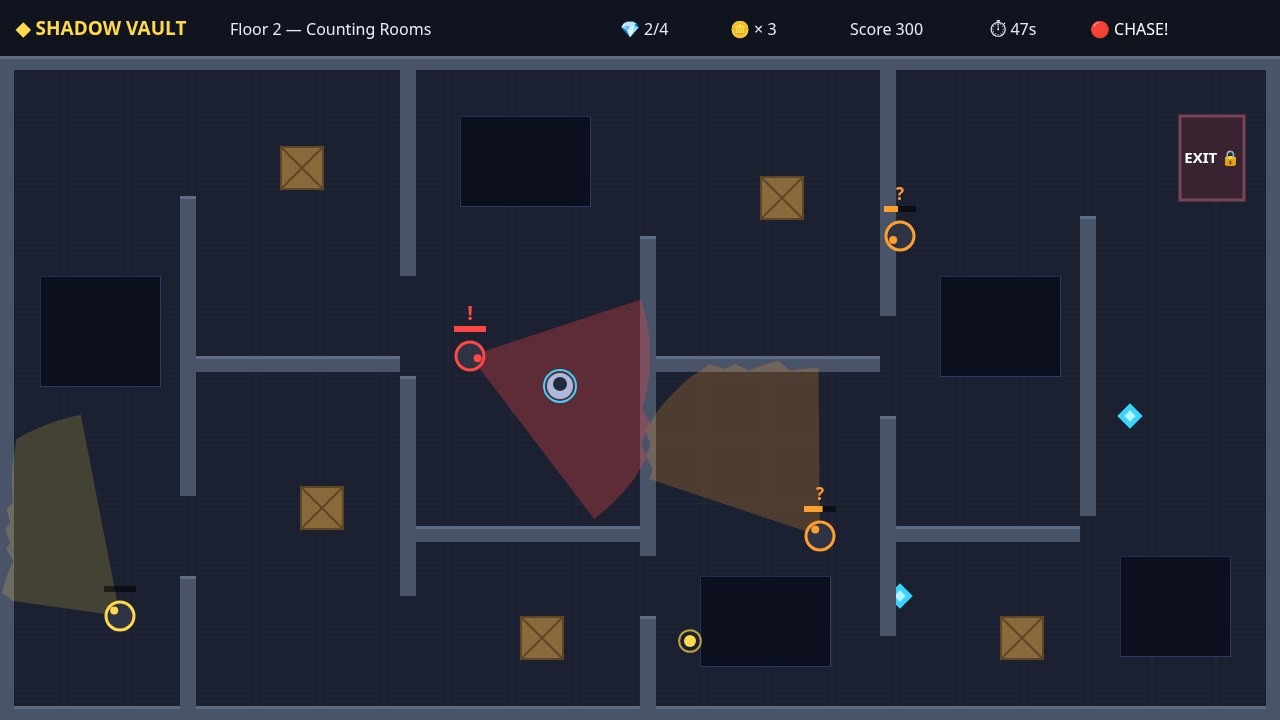 ◆ SHADOW VAULT
Floor 2 — Counting Rooms
💎 2/4
🪙 × 3
Score 300
⏱ 47s
🔴 CHASE!
EXIT 🔒
?
!
?